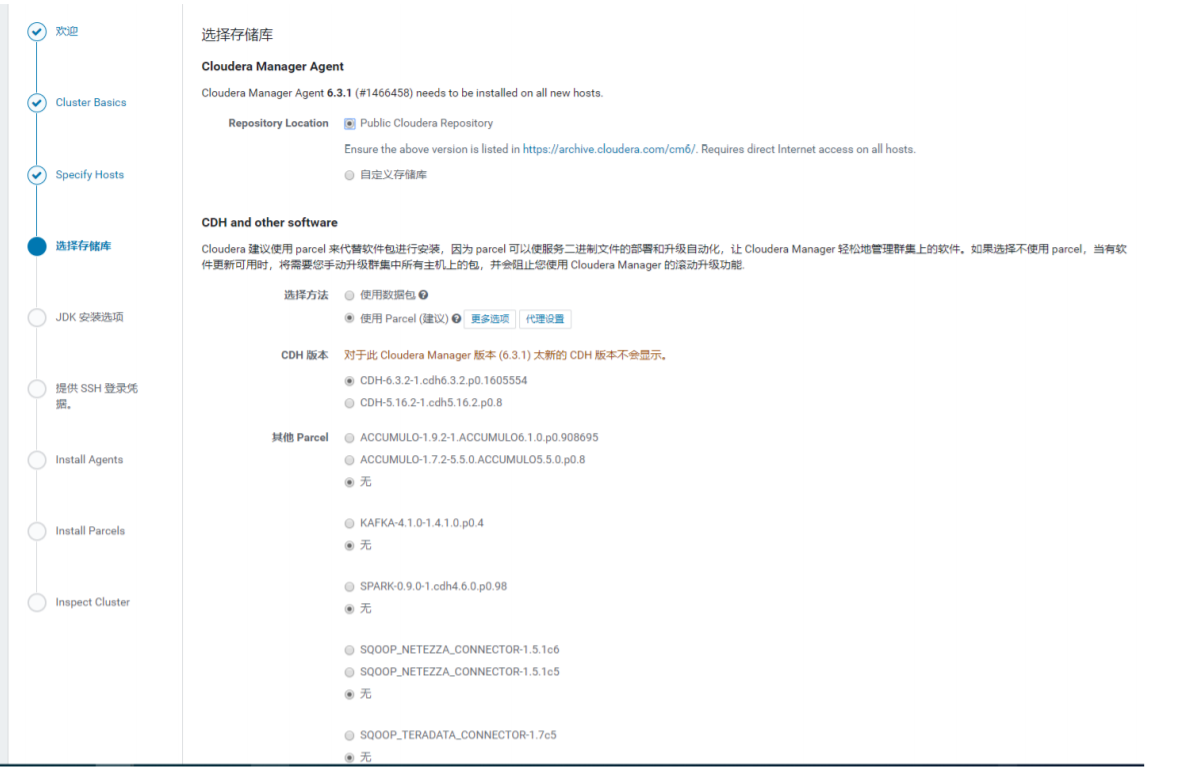 欢迎
Cluster Basics
Specify Hosts
选择存储库
JDK 安装选项
提供 SSH 登录凭
据。
Install Agents
Install Parcels
Inspect Cluster
选择存储库
Cloudera Manager Agent
Cloudera Manager Agent 6.3.1 (#1466458) needs to be installed on all new hosts.
Repository Location Public Cloudera Repository
Ensure the above version is listed in https://archive.cloudera.com/cm6/. Requires direct Internet access on all hosts.
自定义存储库
CDH and other software
Cloudera 建议使用 parcel 来代替软件包进行安装，因为 parcel 可以使服务二进制文件的部署和升级自动化，让 Cloudera Manager 轻松地管理群集上的软件。如果选择不使用 parcel，当有软
件更新可用时，将需要您手动升级群集中所有主机上的包，并会阻止您使用 Cloudera Manager 的滚动升级功能.
选择方法 使用数据包 ?
使用 Parcel (建议) ? 更多选项 代理设置
CDH 版本 对于此 Cloudera Manager 版本 (6.3.1) 太新的 CDH 版本不会显示。
CDH-6.3.2-1.cdh6.3.2.p0.1605554
CDH-5.16.2-1.cdh5.16.2.p0.8
其他 Parcel ACCUMULO-1.9.2-1.ACCUMULO6.1.0.p0.908695
ACCUMULO-1.7.2-5.5.0.ACCUMULO5.5.0.p0.8
无
KAFKA-4.1.0-1.4.1.0.p0.4
无
SPARK-0.9.0-1.cdh4.6.0.p0.98
无
SQOOP_NETEZZA_CONNECTOR-1.5.1c6
SQOOP_NETEZZA_CONNECTOR-1.5.1c5
无
SQOOP_TERADATA_CONNECTOR-1.7c5
无